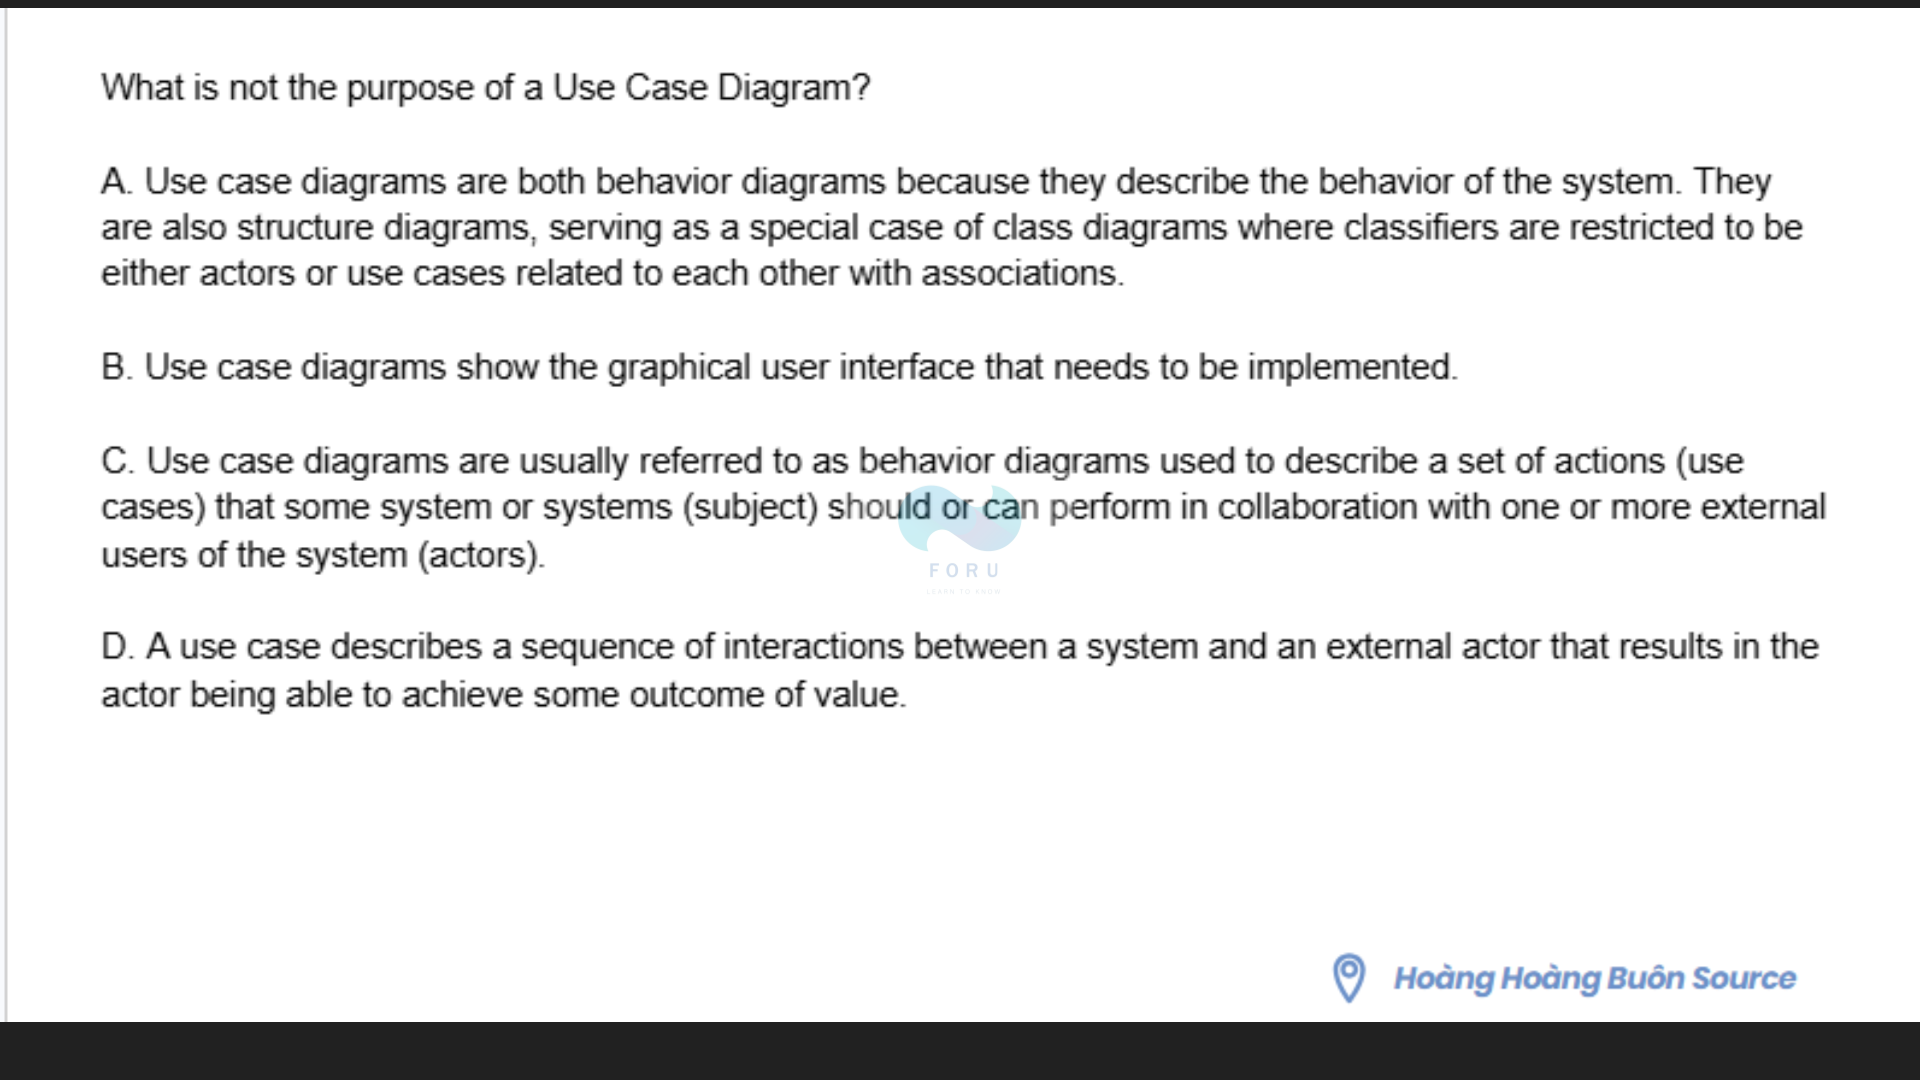 What is not the purpose of a Use Case Diagram?
A. Use case diagrams are both behavior diagrams because they describe the behavior of the system. They
are also structure diagrams, serving as a special case of class diagrams where classifiers are restricted to be
either actors or use cases related to each other with associations.
B. Use case diagrams show the graphical user interface that needs to be implemented.
C. Use case diagrams are usually referred to as behavior diagrams used to describe a set of actions (use
cases) that some system or systems (subject) should or can perform in collaboration with one or more external
users of the system (actors).
FORU
LEARN TO KNOW
D. A use case describes a sequence of interactions between a system and an external actor that results in the
actor being able to achieve some outcome of value.
Hoàng Hoàng Buôn Source